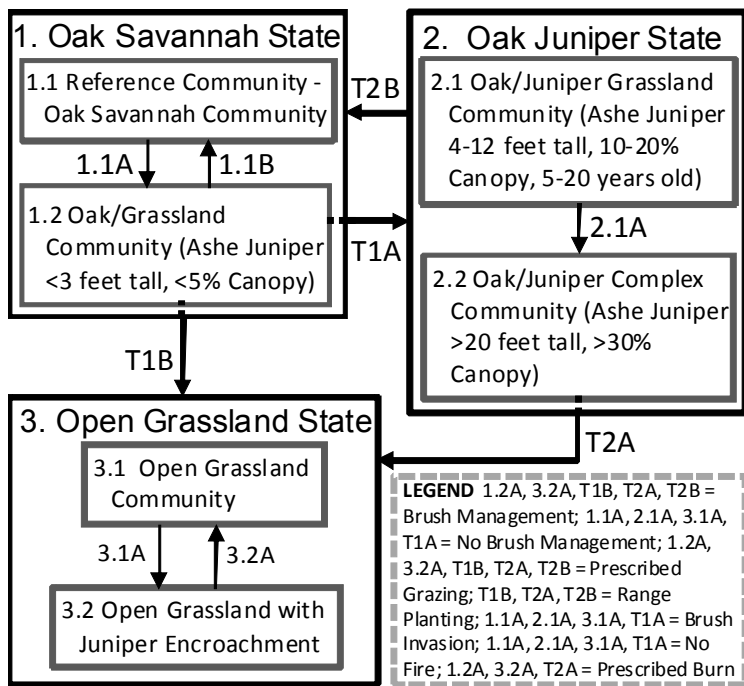 1. Oak Savannah State
1.1 Reference Community -
Oak Savannah Community
1.1A
1.1B
1.2 Oak/Grassland
Community (Ashe Juniper
<3 feet tall, <5% Canopy)
T2B
T1A
T1B
2. Oak Juniper State
2.1 Oak/Juniper Grassland
Community (Ashe Juniper
4-12 feet tall, 10-20%
Canopy, 5-20 years old)
2.1A
2.2 Oak/Juniper Complex
Community (Ashe Juniper
>20 feet tall, >30%
Canopy)
T2A
3. Open Grassland State
3.1 Open Grassland
Community
3.1A
3.2A
3.2 Open Grassland with
Juniper Encroachment
LEGEND 1.2A, 3.2A, T1B, T2A, T2B =
Brush Management; 1.1A, 2.1A, 3.1A,
T1A = No Brush Management; 1.2A,
3.2A, T1B, T2A, T2B = Prescribed
Grazing; T1B, T2A, T2B = Range
Planting; 1.1A, 2.1A, 3.1A, T1A = Brush
Invasion; 1.1A, 2.1A, 3.1A, T1A = No
Fire; 1.2A, 3.2A, T2A = Prescribed Burn